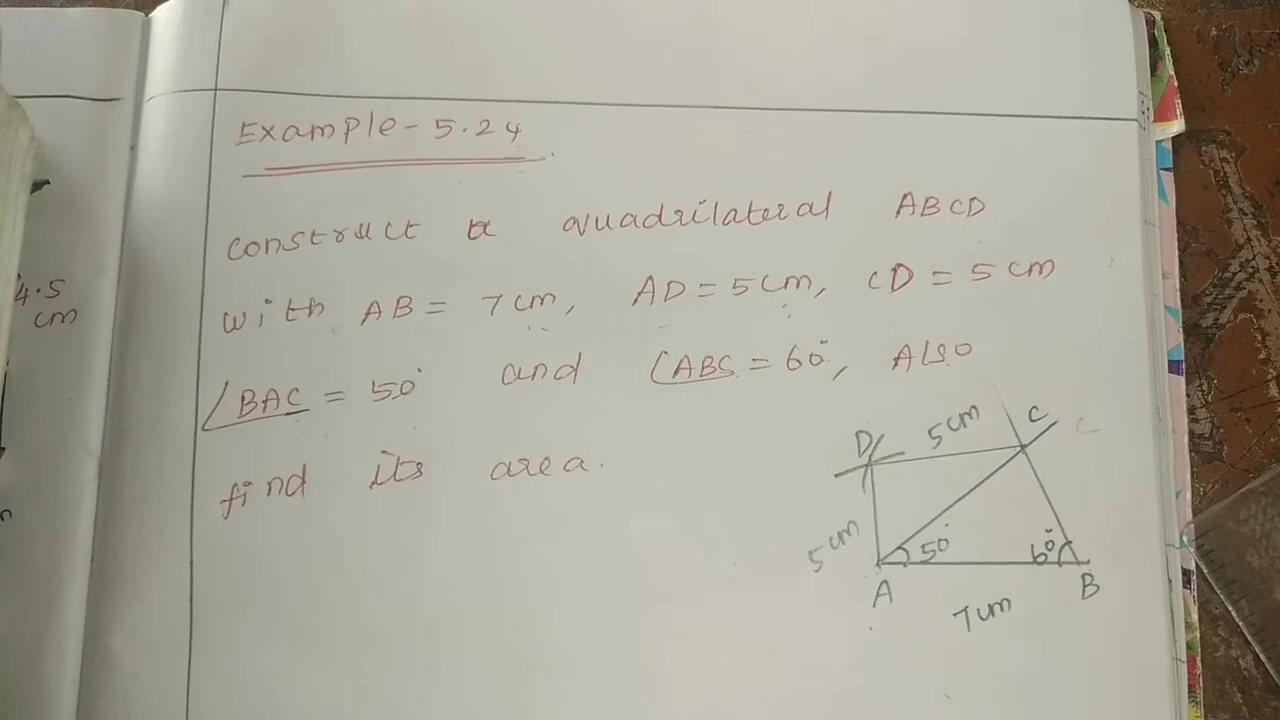 Example - 5.24
construct a quadrilateral ABCD
with AB = 7cm, AD = 5cm, CD = 5cm
∠BAC = 50° and ∠ABC = 60°, Also
find its area.
4.5
cm
D
5cm
C
C
5cm
50°
60°
A
B
7cm